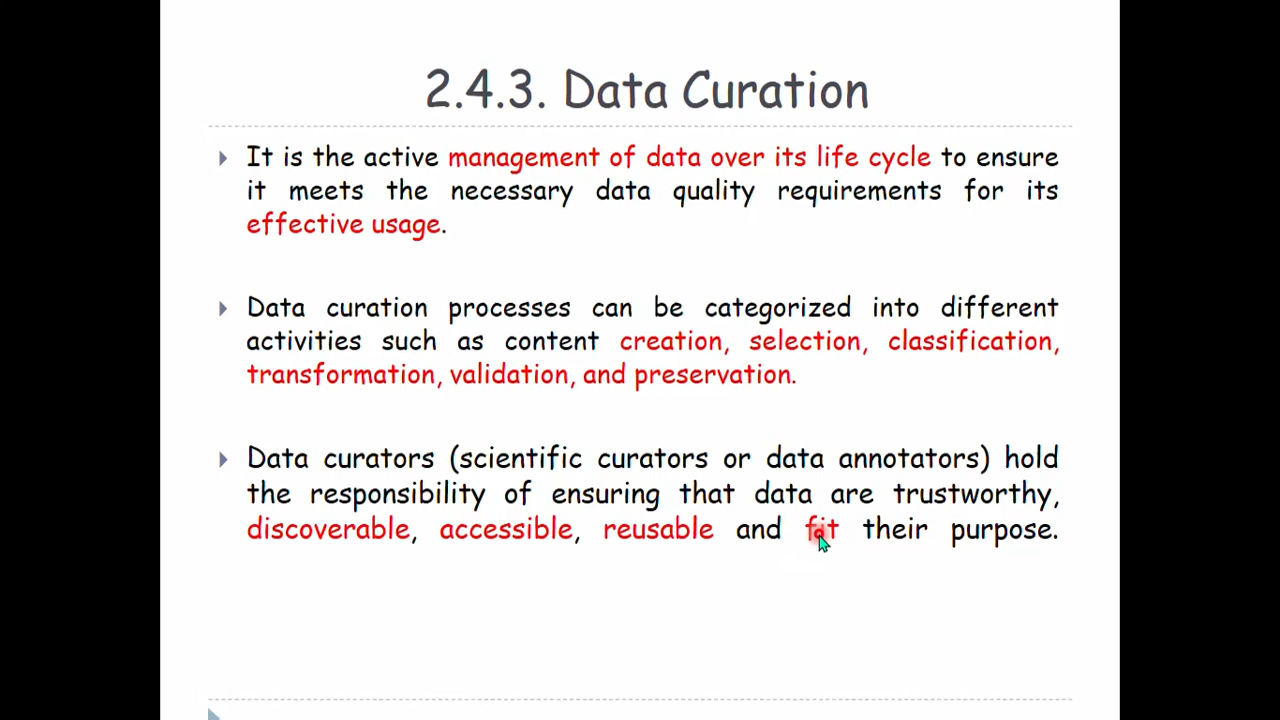 2.4.3. Data Curation
It is the active management of data over its life cycle to ensure
it meets the necessary data quality requirements for its
effective usage.
Data curation processes can be categorized into different
activities such as content creation, selection, classification,
transformation, validation, and preservation.
Data curators (scientific curators or data annotators) hold
the responsibility of ensuring that data are trustworthy,
discoverable, accessible, reusable and fit their purpose.